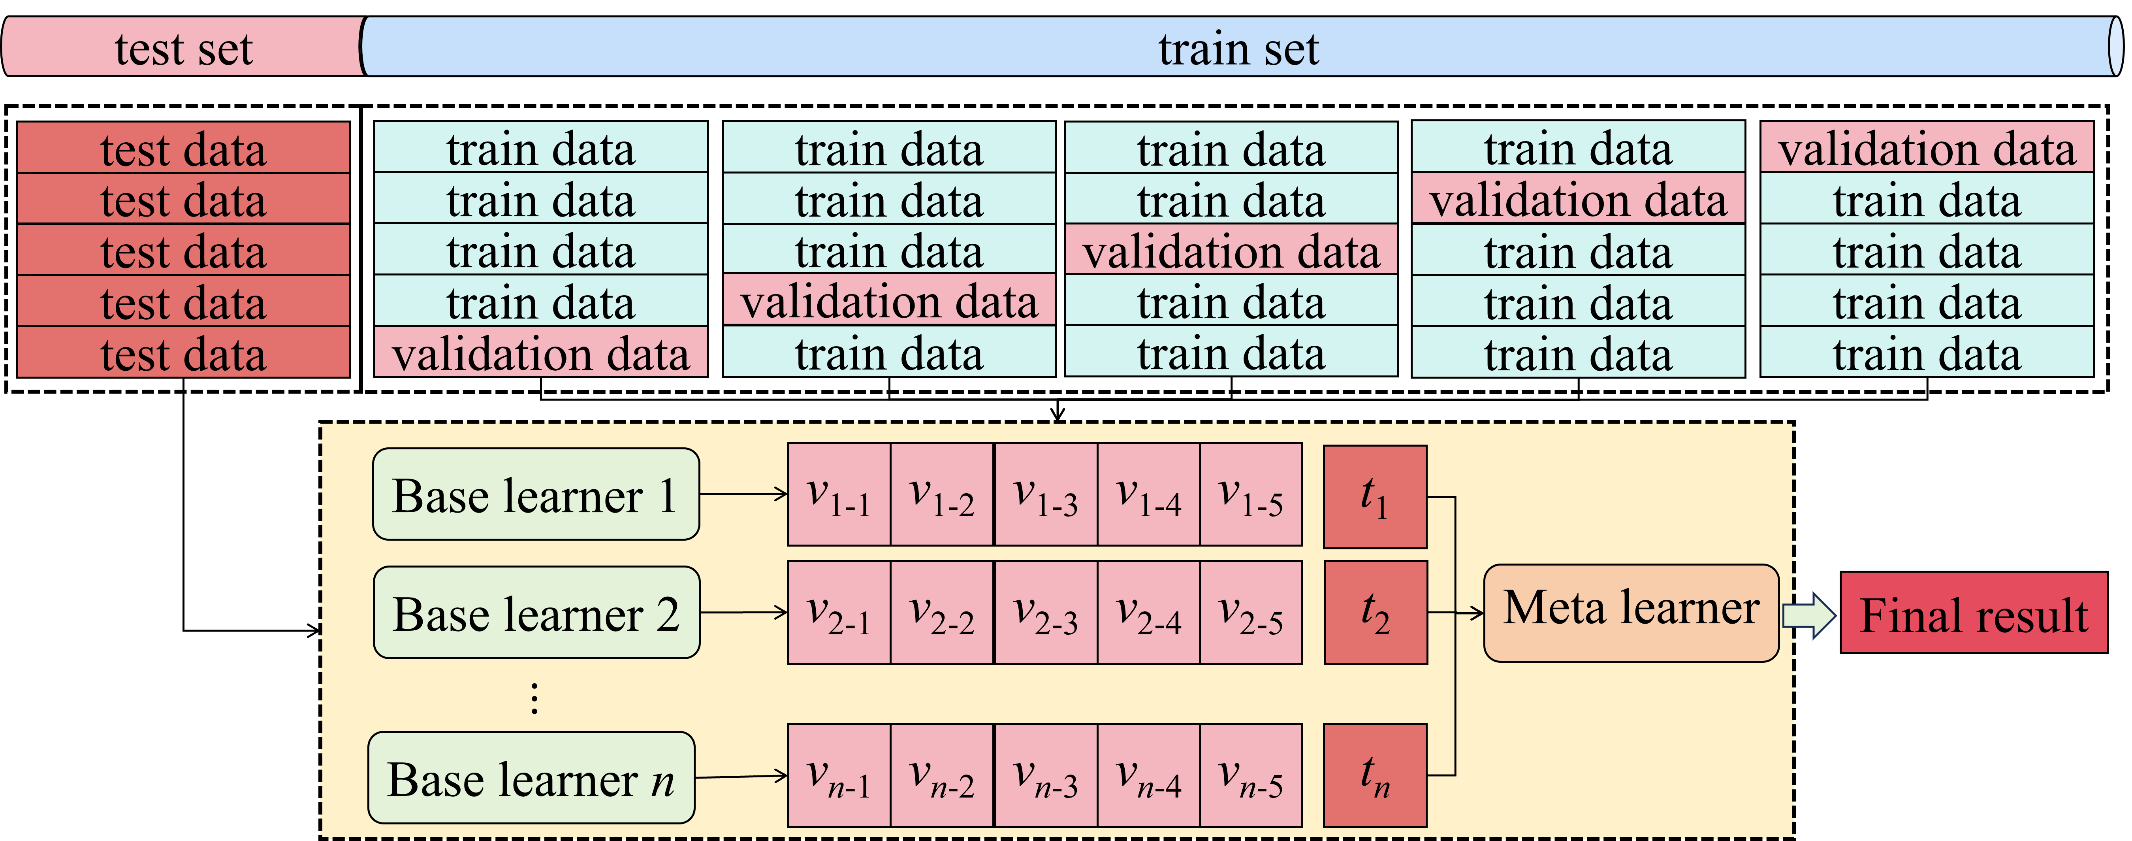 test set train set
test data train data train data train data train data validation data
test data train data train data train data validation data train data
test data train data train data validation data train data train data
test data train data validation data train data train data train data
test data validation data train data train data train data train data
Base learner 1 v1-1 v1-2 v1-3 v1-4 v1-5 t1
Base learner 2 v2-1 v2-2 v2-3 v2-4 v2-5 t2 Meta learner Final result
⋮
Base learner n vn-1 vn-2 vn-3 vn-4 vn-5 tn